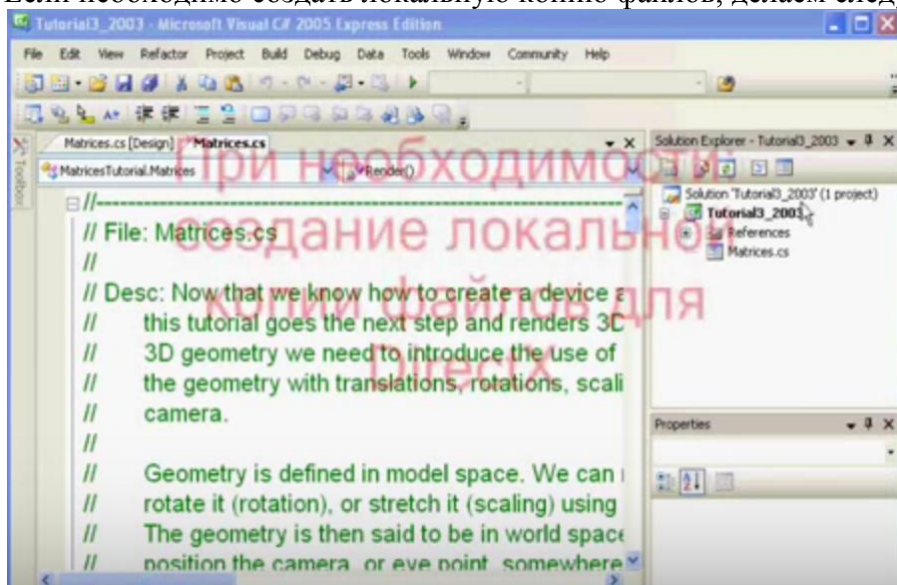 Если необходимо создать локальную копию файлов, делаем след
Tutorial3_2003 - Microsoft Visual C# 2005 Express Edition
File Edit View Refactor Project Build Debug Data Tools Window Community Help
Matrices.cs [Design] Matrices.cs
Solution Explorer - Tutorial3_2003
Toolbox
MatricesTutorial.Matrices
Render()
При необходимост
создание локальной
копии файлов для
DirectX
//
// File: Matrices.cs
//
// Desc: Now that we know how to create a device a
// this tutorial goes the next step and renders 3D
// 3D geometry we need to introduce the use of
// the geometry with translations, rotations, scali
// camera.
//
// Geometry is defined in model space. We can
// rotate it (rotation), or stretch it (scaling) using
// The geometry is then said to be in world space
// position the camera, or eye point, somewhere
Solution 'Tutorial3_2003' (1 project)
Tutorial3_2003
References
Matrices.cs
Properties